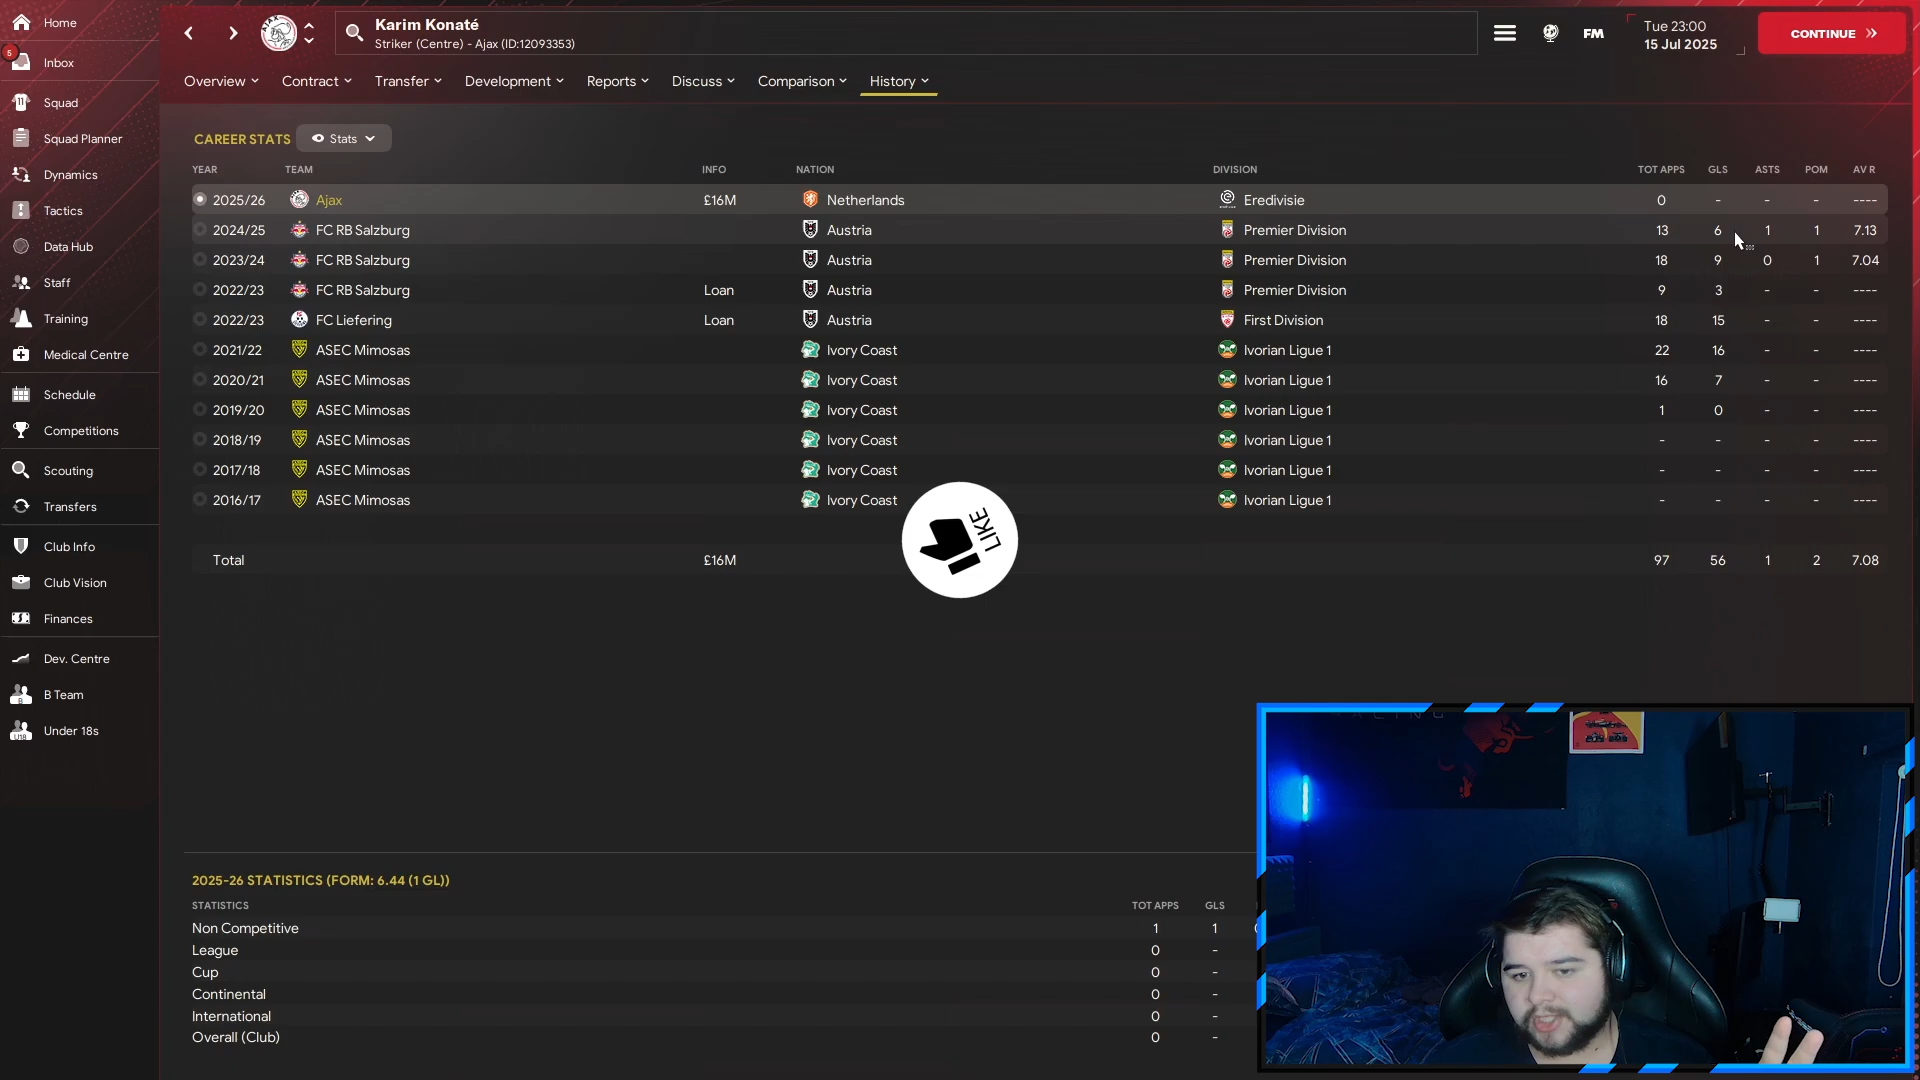 Home
5
Inbox
Squad
Squad Planner
Dynamics
Tactics
Data Hub
Staff
Training
Medical Centre
Schedule
Competitions
Scouting
Transfers
Club Info
Club Vision
Finances
Dev. Centre
B Team
Under 18s
Karim Konaté
Striker (Centre) - Ajax (ID:12093353)
FM
Tue 23:00
15 Jul 2025
CONTINUE
Overview Contract Transfer Development Reports Discuss Comparison History
CAREER STATS Stats
YEAR TEAM INFO NATION DIVISION TOT APPS GLS ASTS POM AV R
2025/26 Ajax £16M Netherlands Eredivisie 0 - - - ----
2024/25 FC RB Salzburg Austria Premier Division 13 6 1 1 7.13
2023/24 FC RB Salzburg Austria Premier Division 18 9 0 1 7.04
2022/23 FC RB Salzburg Loan Austria Premier Division 9 3 - - ----
2022/23 FC Liefering Loan Austria First Division 18 15 - - ----
2021/22 ASEC Mimosas Ivory Coast Ivorian Ligue 1 22 16 - - ----
2020/21 ASEC Mimosas Ivory Coast Ivorian Ligue 1 16 7 - - ----
2019/20 ASEC Mimosas Ivory Coast Ivorian Ligue 1 1 0 - - ----
2018/19 ASEC Mimosas Ivory Coast Ivorian Ligue 1 - - - - ----
2017/18 ASEC Mimosas Ivory Coast Ivorian Ligue 1 - - - - ----
2016/17 ASEC Mimosas Ivory Coast Ivorian Ligue 1 - - - - ----
LIKE
Total £16M 97 56 1 2 7.08
2025-26 STATISTICS (FORM: 6.44 (1 GL))
STATISTICS TOT APPS GLS
Non Competitive 1 1
League 0 -
Cup 0 -
Continental 0 -
International 0 -
Overall (Club) 0 -